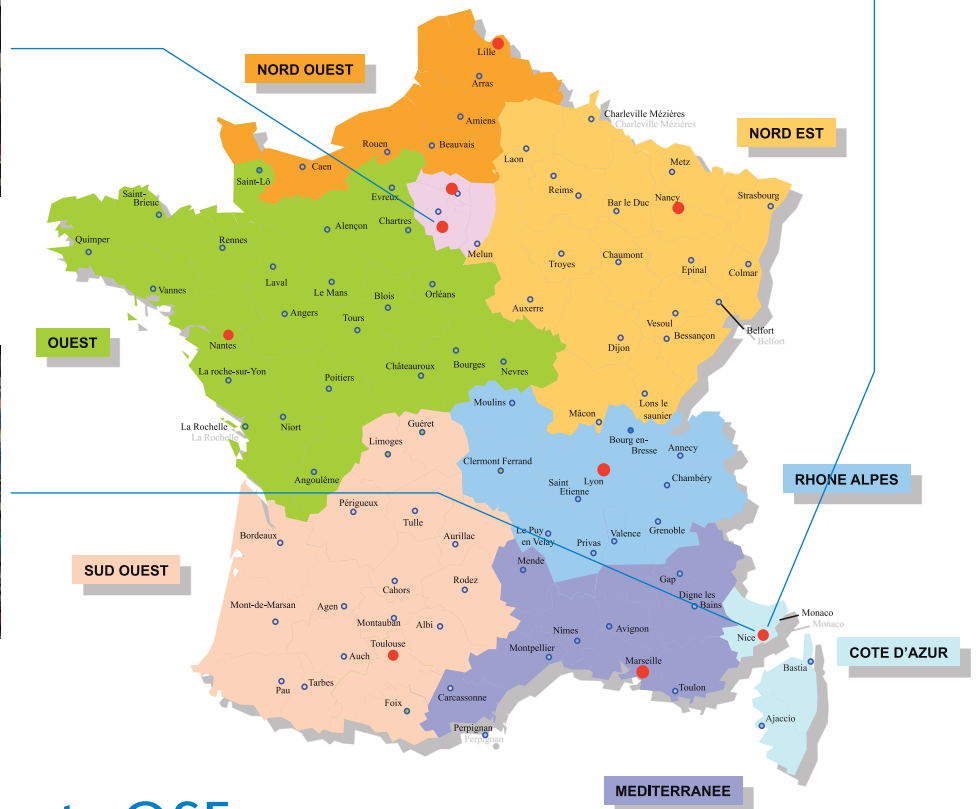 Lille
NORD OUEST
Arras
Charleville Mézières
Charleville Mézières
Amiens
NORD EST
Rouen
Beauvais
Laon
Metz
Caen
Saint-Lô
Reims
Nancy
Strasbourg
Saint-
Brieuc
Evreux
Bar le Duc
Chartres
Alençon
Quimper
Rennes
Melun
Troyes
Chaumont
Epinal
Colmar
Laval
Le Mans
Blois
Orléans
Vannes
Angers
Tours
Auxerre
Vesoul
Belfort
Belfort
OUEST
Nantes
Dijon
Bessançon
Châteauroux
Bourges
Nevres
La roche-sur-Yon
Poitiers
Moulins
Lons le
saunier
Mâcon
La Rochelle
La Rochelle
Niort
Guéret
Limoges
Bourg en-
Bresse
Annecy
Clermont Ferrand
Angoulême
Saint
Etienne
Lyon
Chambéry
RHONE ALPES
Périgueux
Tulle
Bordeaux
Aurillac
Le Puy
en Velay
Privas
Valence
Grenoble
SUD OUEST
Mende
Gap
Cahors
Rodez
Digne les
Bains
Mont-de-Marsan
Agen
Montauban
Albi
Monaco
Monaco
Nîmes
Avignon
Nice
Toulouse
Auch
Montpellier
COTE D'AZUR
Marseille
Bastia
Pau
Tarbes
Carcassonne
Toulon
Foix
Ajaccio
Perpignan
Perpignan
MEDITERRANEE